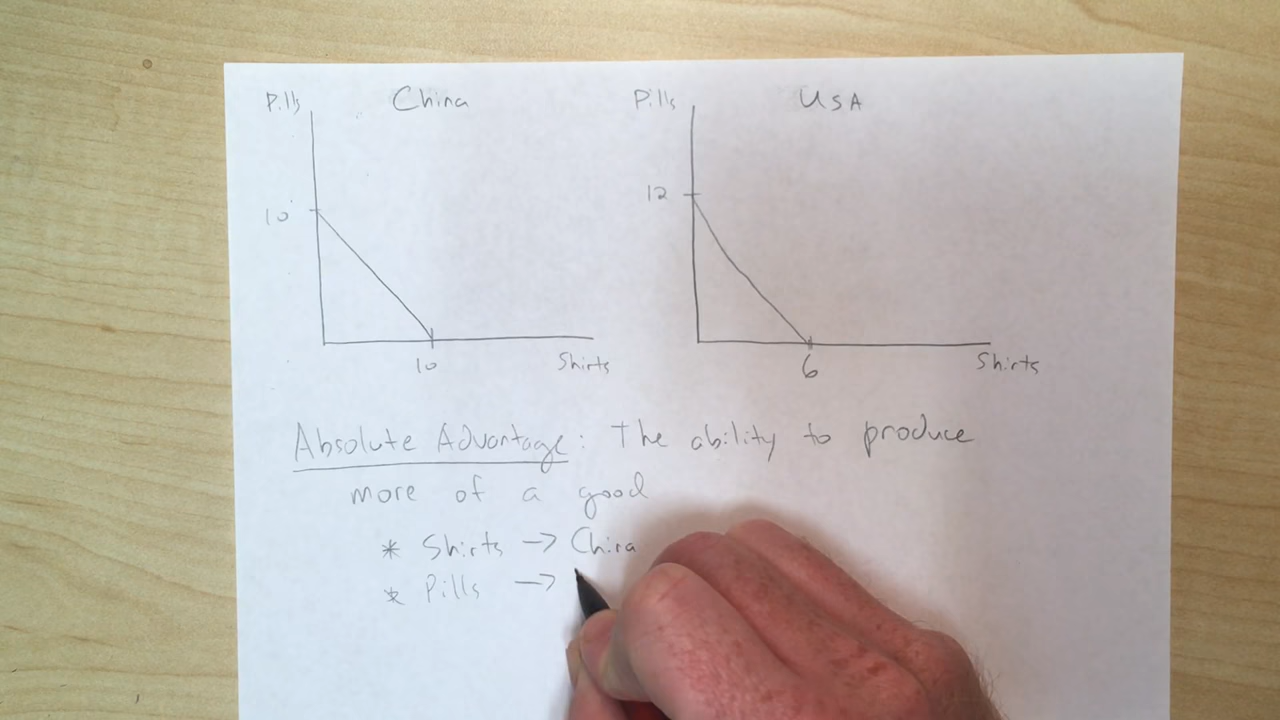 Pills China
10
10 Shirts
Pills USA
12
6 Shirts
Absolute Advantage: The ability to produce
more of a good
* Shirts → China
* Pills →